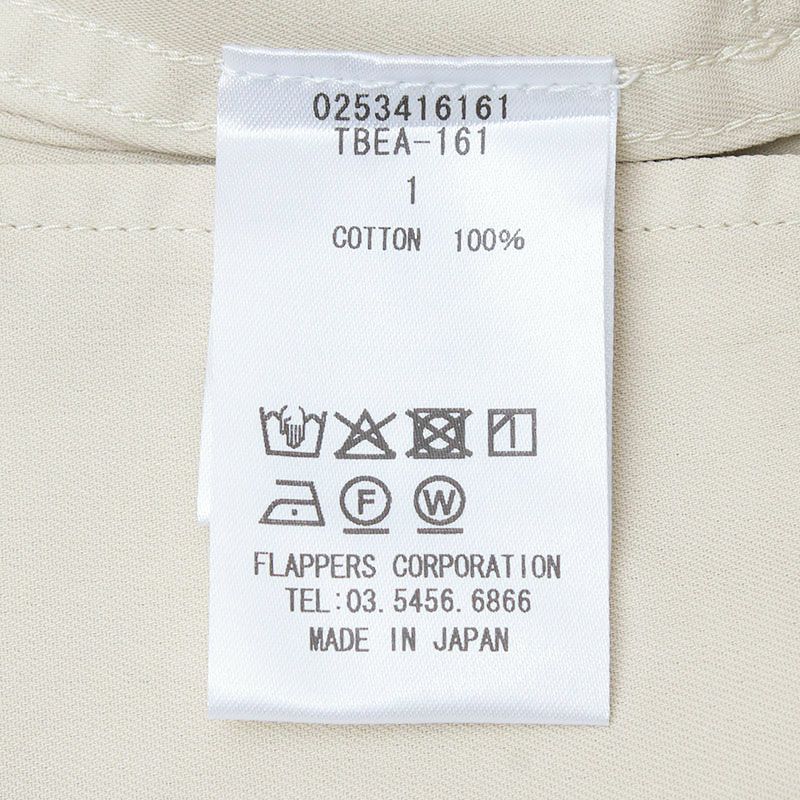 0253416161
TBEA-161
1
COTTON 100%
F W
FLAPPERS CORPORATION
TEL:03.5456.6866
MADE IN JAPAN